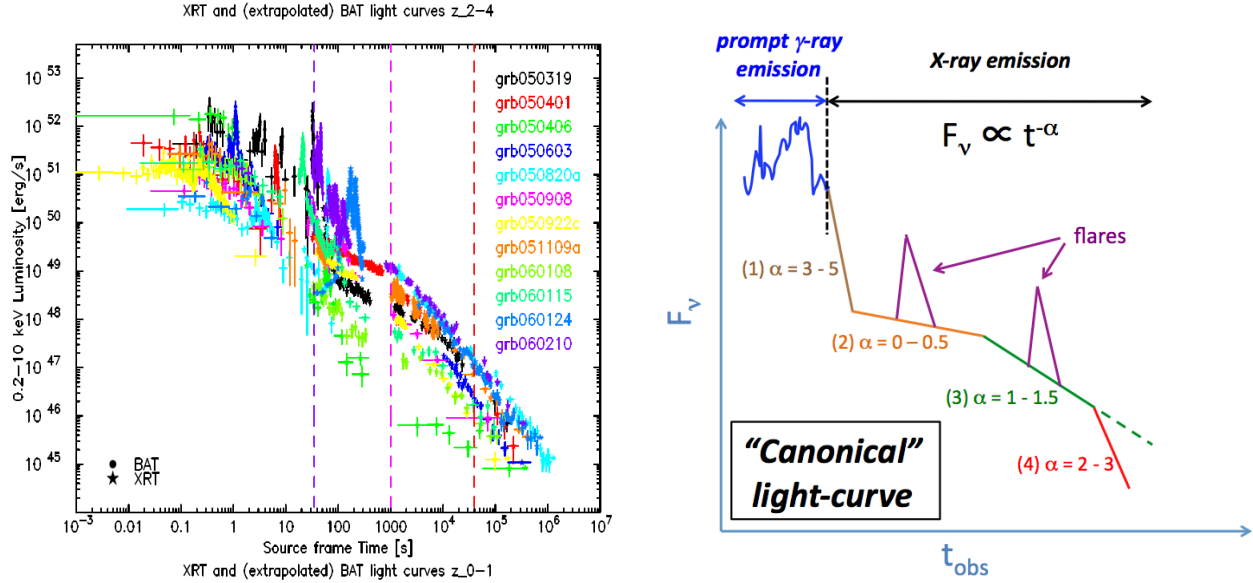 XRT and (extrapolated) BAT light curves z_2-4
10^53
10^52
10^51
10^50
10^49
10^48
10^47
10^46
10^45
0.2-10 KeV Luminosity [erg/s]
grb050319
grb050401
grb050406
grb050603
grb050820a
grb050908
grb050922c
grb051109a
grb060108
grb060115
grb060124
grb060210
BAT
XRT
10^-3 0.01 0.1 1 10 100 1000 10^4 10^5 10^6 10^7
Source frame Time [s]
XRT and (extrapolated) BAT light curves z_0-1
prompt γ-ray
emission
X-ray emission
F_ν ∝ t^-α
flares
(1) α = 3 - 5
(2) α = 0 – 0.5
(3) α = 1 - 1.5
(4) α = 2 - 3
F_ν
"Canonical"
light-curve
t_obs